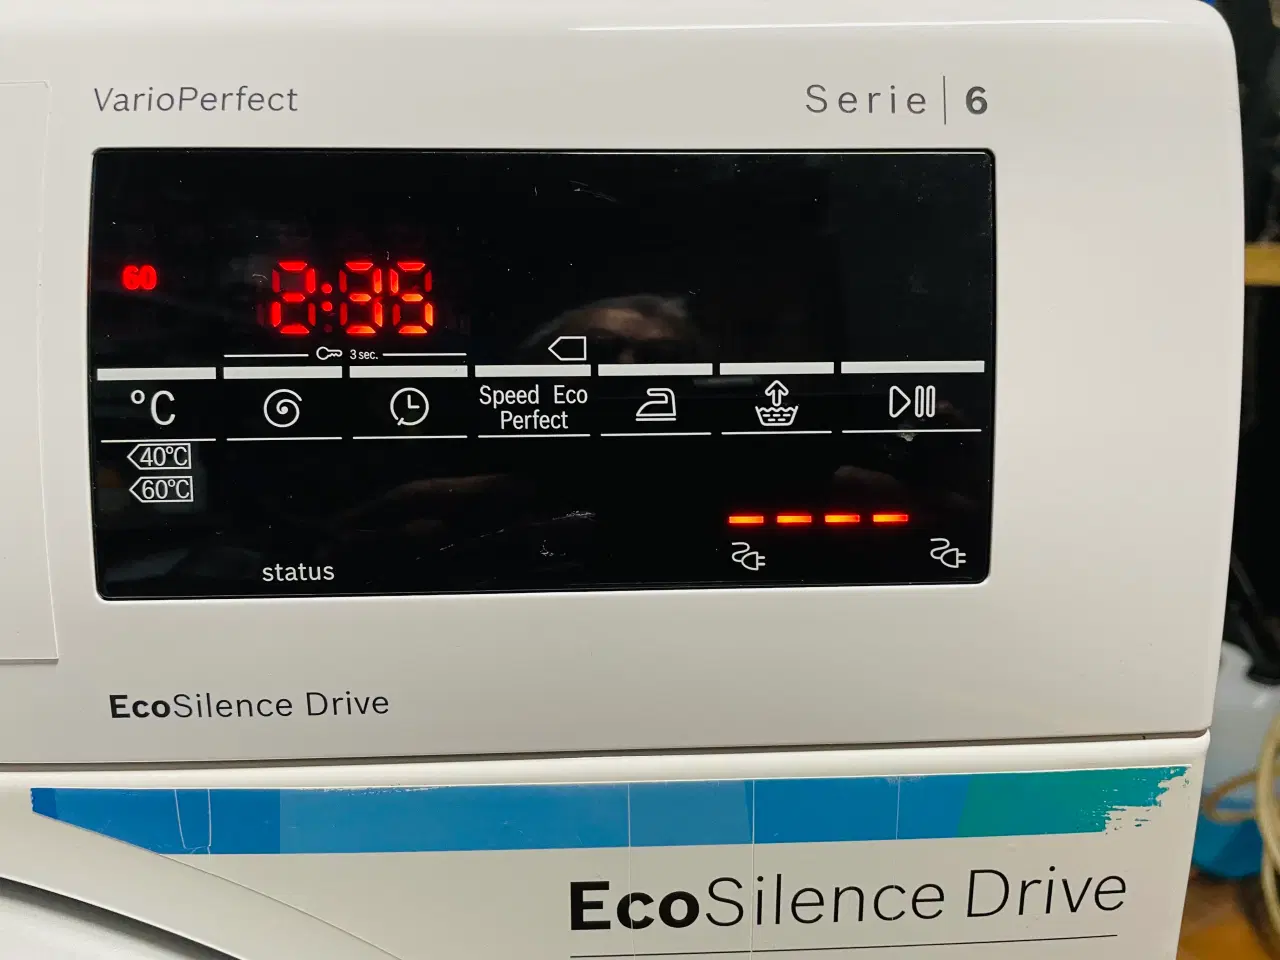 VarioPerfect
Serie | 6
60
2:35
3 sec.
°C
Speed Eco
Perfect
40°C
60°C
status
EcoSilence Drive
EcoSilence Drive